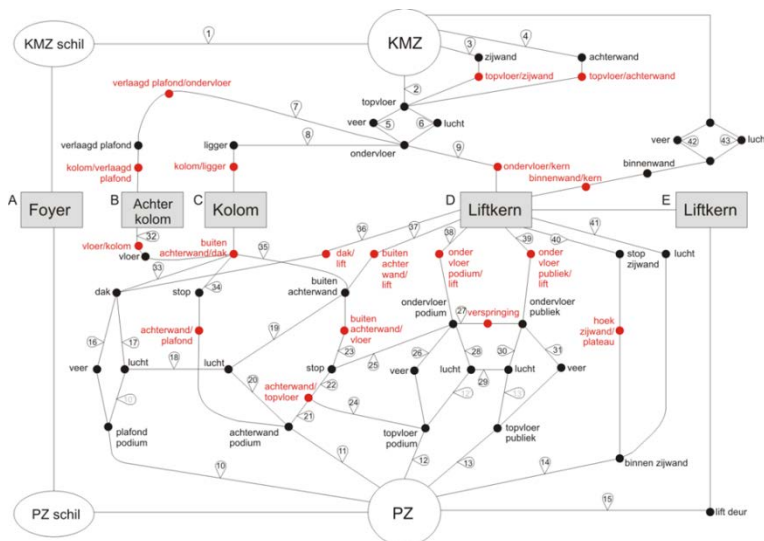 1
KMZ schil
KMZ
3
4
zijwand
achterwand
topvloer/zijwand
topvloer/achterwand
verlaagd plafond/ondervloer
2
topvloer
7
veer
5
6
lucht
8
verlaagd plafond
ligger
ondervloer
9
veer
42
43
lucht
kolom/verlaagd
plafond
kolom/ligger
ondervloer/kern
binnenwand
binnenwand/kern
A
Foyer
B
Achter
kolom
C
Kolom
D
Liftkern
E
Liftkern
32
vloer/kolom
vloer
33
buiten
achterwand/dak
35
36
dak/
lift
37
buiten
achter
wand/
lift
38
onder
vloer
podium/
lift
39
onder
vloer
publiek/
lift
40
41
stop
zijwand
lucht
dak
stop
34
buiten
achterwand
ondervloer
podium
27
verspringing
ondervloer
publiek
hoek
zijwand/
plateau
achterwand/
plafond
19
buiten
achterwand/
vloer
16
17
18
23
25
26
28
30
31
veer
lucht
lucht
stop
veer
lucht
29
lucht
veer
20
22
achterwand/
topvloer
24
21
plafond
podium
achterwand
podium
topvloer
podium
topvloer
publiek
10
11
12
13
14
binnen zijwand
15
PZ schil
PZ
lift deur